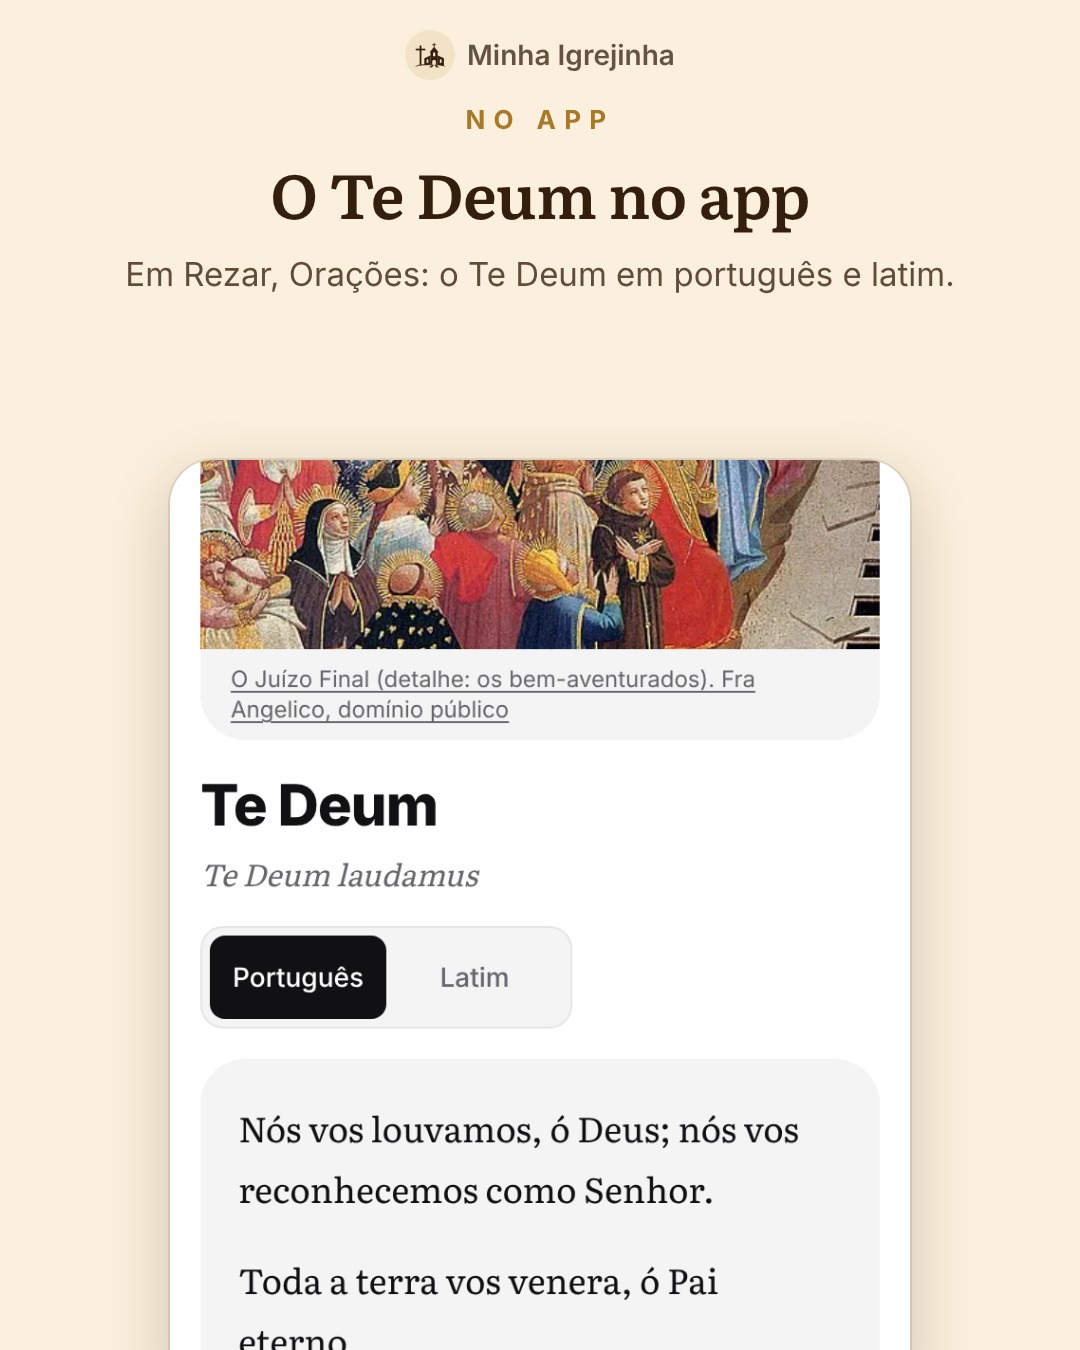 Minha Igrejinha
NO APP
O Te Deum no app
Em Rezar, Orações: o Te Deum em português e latim.
O Juízo Final (detalhe: os bem-aventurados). Fra
Angelico, domínio público
Te Deum
Te Deum laudamus
Português
Latim
Nós vos louvamos, ó Deus; nós vos
reconhecemos como Senhor.
Toda a terra vos venera, ó Pai
eterno